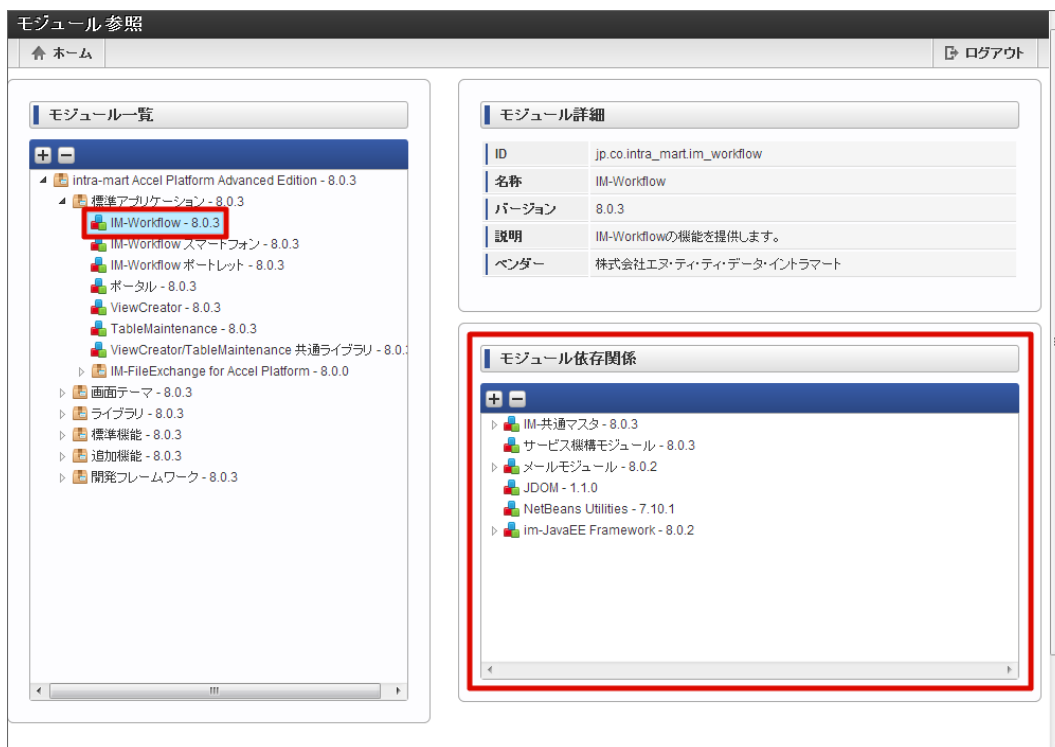 モジュール参照
ホーム
ログアウト
モジュール一覧
intra-mart Accel Platform Advanced Edition - 8.0.3
標準アプリケーション - 8.0.3
IM-Workflow - 8.0.3
IM-Workflow スマートフォン - 8.0.3
IM-Workflow ポートレット - 8.0.3
ポータル - 8.0.3
ViewCreator - 8.0.3
TableMaintenance - 8.0.3
ViewCreator/TableMaintenance 共通ライブラリ - 8.0.
IM-FileExchange for Accel Platform - 8.0.0
画面テーマ - 8.0.3
ライブラリ - 8.0.3
標準機能 - 8.0.3
追加機能 - 8.0.3
開発フレームワーク - 8.0.3
モジュール詳細
ID jp.co.intra_mart.im_workflow
名称 IM-Workflow
バージョン 8.0.3
説明 IM-Workflowの機能を提供します。
ベンダー 株式会社エヌ・ティ・ティ・データ・イントラマート
モジュール依存関係
IM-共通マスタ - 8.0.3
サービス機構モジュール - 8.0.3
メールモジュール - 8.0.2
JDOM - 1.1.0
NetBeans Utilities - 7.10.1
im-JavaEE Framework - 8.0.2